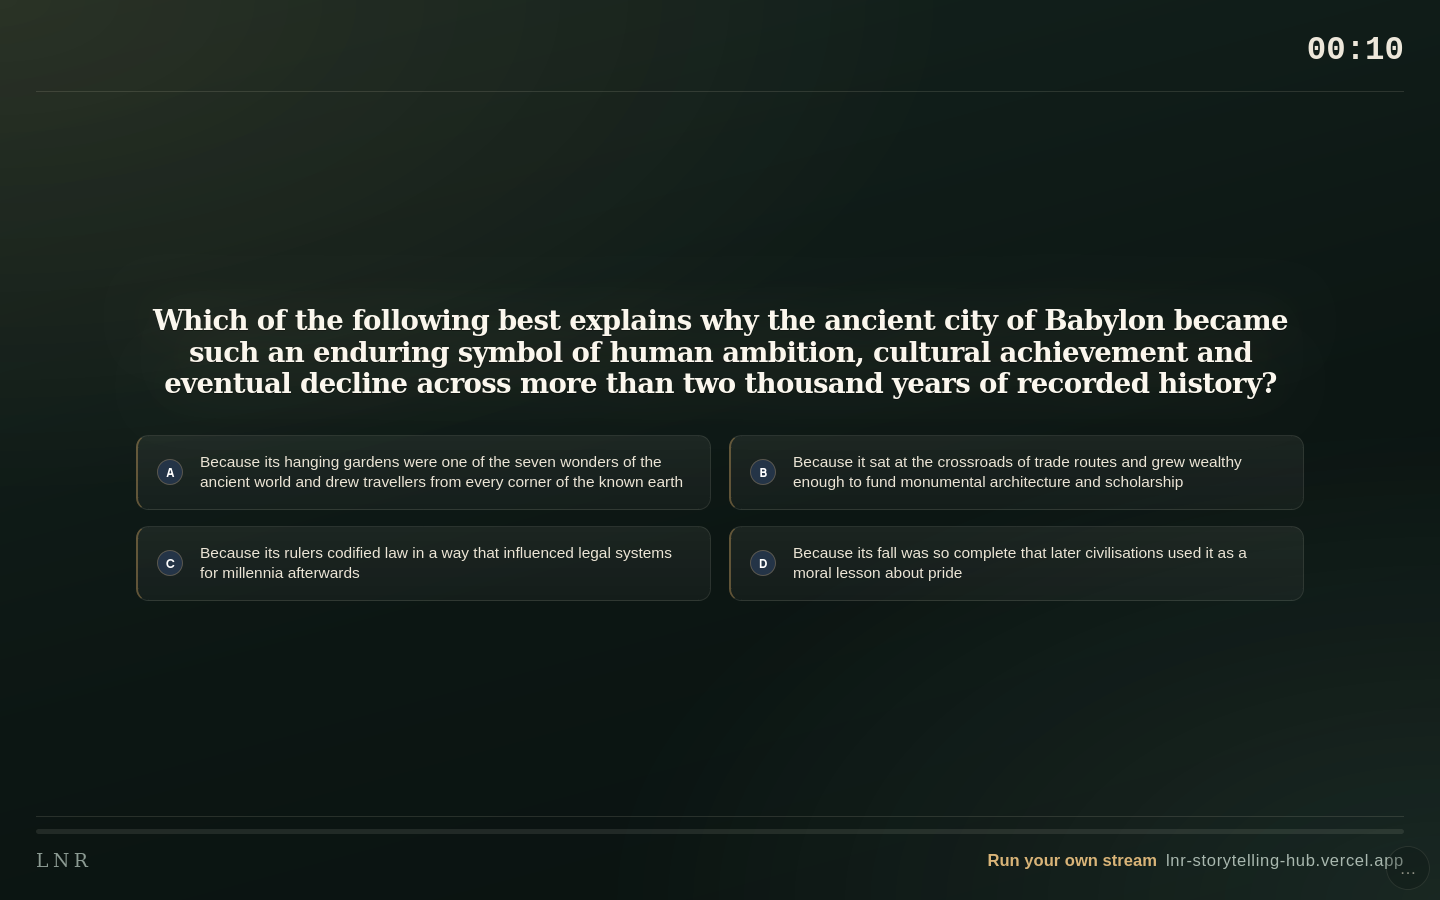 00:10
Which of the following best explains why the ancient city of Babylon became
such an enduring symbol of human ambition, cultural achievement and
eventual decline across more than two thousand years of recorded history?
A
Because its hanging gardens were one of the seven wonders of the
ancient world and drew travellers from every corner of the known earth
B
Because it sat at the crossroads of trade routes and grew wealthy
enough to fund monumental architecture and scholarship
C
Because its rulers codified law in a way that influenced legal systems
for millennia afterwards
D
Because its fall was so complete that later civilisations used it as a
moral lesson about pride
LNR
Run your own stream lnr-storytelling-hub.vercel.app
...